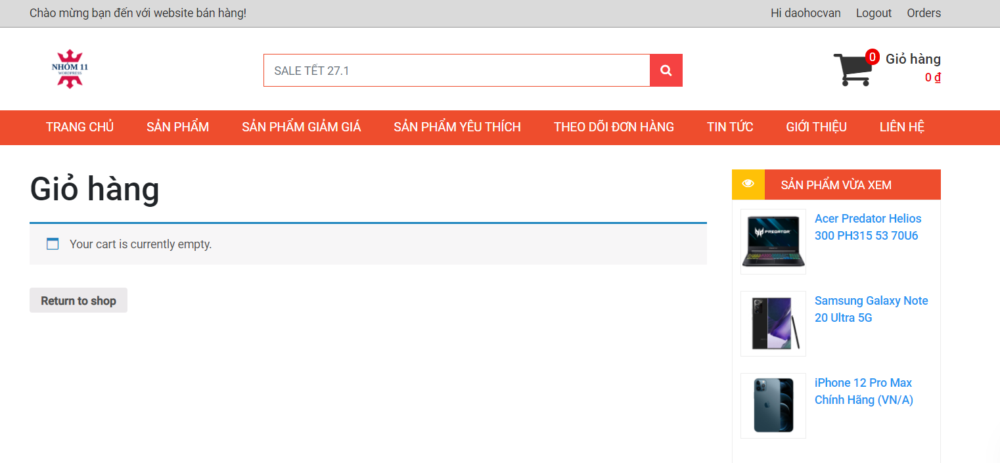 Chào mừng bạn đến với website bán hàng!
Hi daohocvan Logout Orders
NHÓM 11
WORDPRESS
SALE TẾT 27.1
0
Giỏ hàng
0 ₫
TRANG CHỦ SẢN PHẨM SẢN PHẨM GIẢM GIÁ SẢN PHẨM YÊU THÍCH THEO DÕI ĐƠN HÀNG TIN TỨC GIỚI THIỆU LIÊN HỆ
Giỏ hàng
Your cart is currently empty.
Return to shop
SẢN PHẨM VỪA XEM
PREDATOR
Acer Predator Helios
300 PH315 53 70U6
Samsung Galaxy Note
20 Ultra 5G
iPhone 12 Pro Max
Chính Hãng (VN/A)